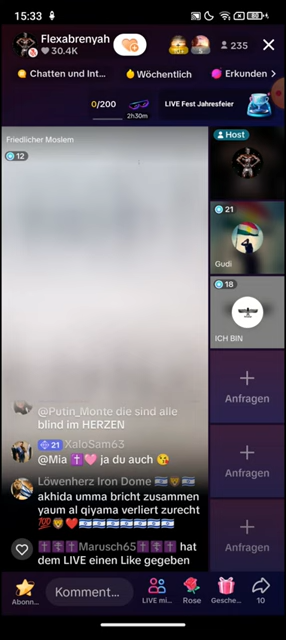 15:33
Flexabrenyah
30.4K
235
Chatten und Int...
Wöchentlich
Erkunden >
0/200
2h30m
LIVE Fest Jahresfeier
Friedlicher Moslem
12
Host
21
Gudi
18
ICH BIN
Anfragen
Anfragen
Anfragen
@Putin_Monte die sind alle
blind im HERZEN
21 XaloSam63
@Mia ✝️🩷 ja du auch 😘
Löwenherz Iron Dome 🇮🇱🦁🇮🇱
akhida umma bricht zusammen
yaum al qiyama verliert zurecht
💯🦁❤️🇮🇱🇮🇱🇮🇱🇮🇱🇮🇱🇮🇱🇮🇱🇮🇱
✝️✝️✝️Marusch65✝️✝️✝️ hat
dem LIVE einen Like gegeben
Abonn...
Komment...
LIVE mi...
Rose
Gesche...
10